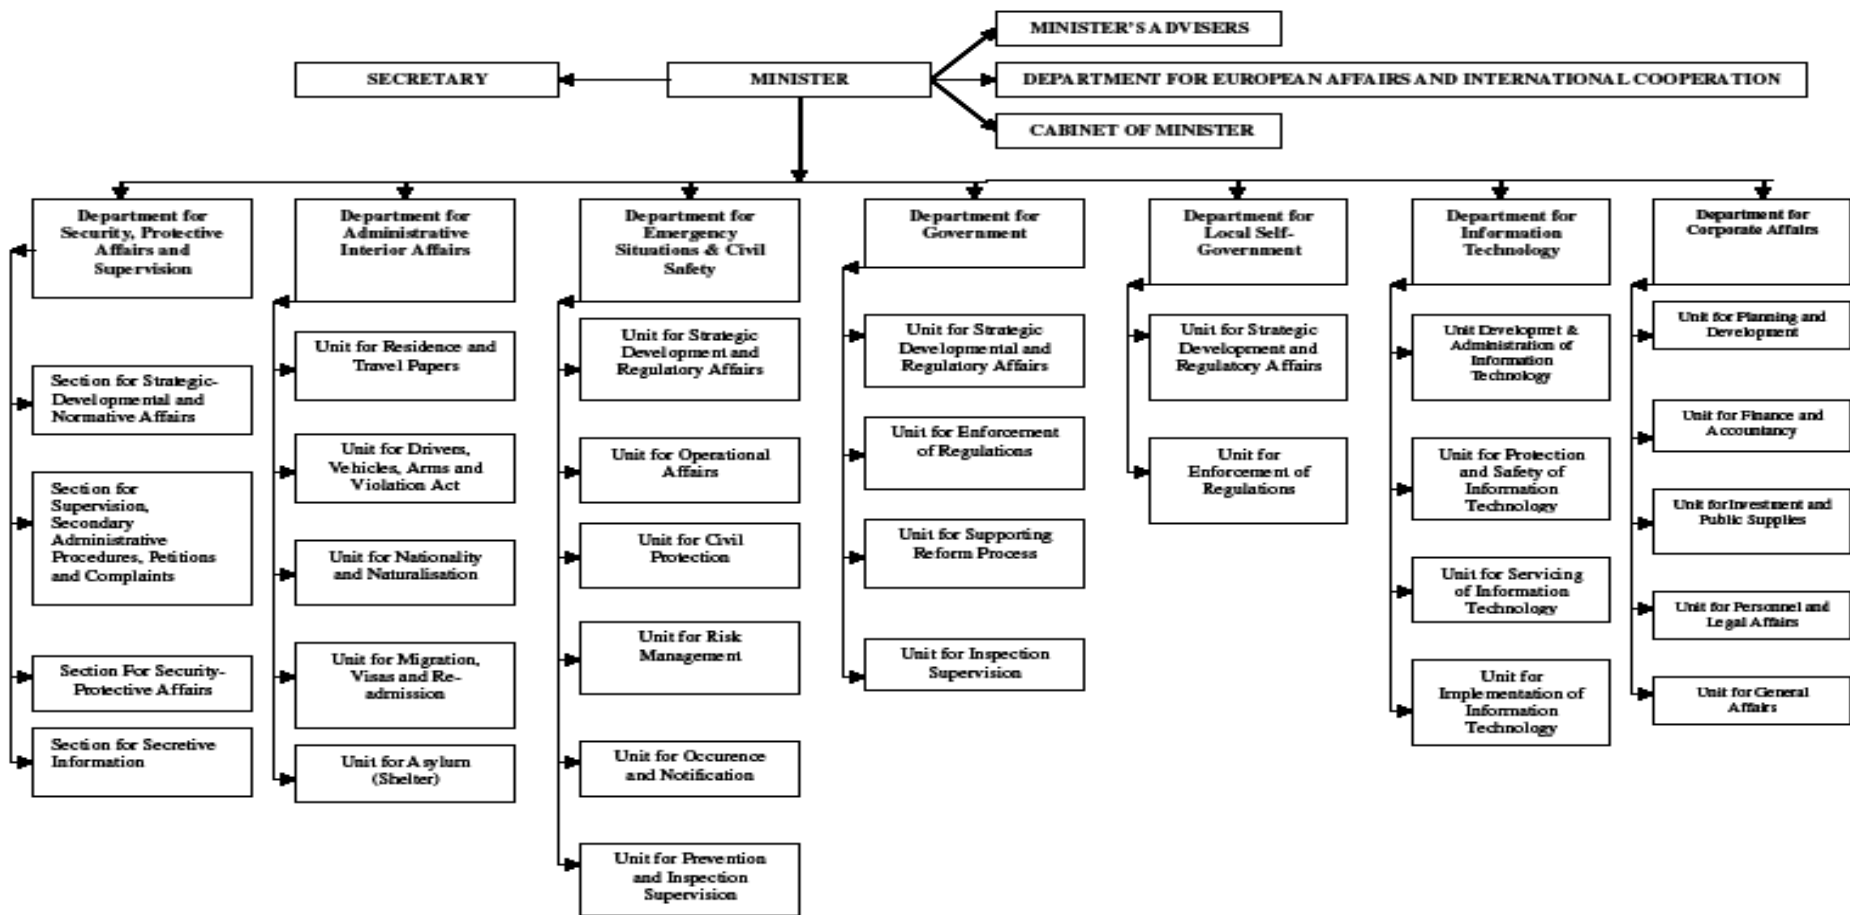 MINISTER'S ADVISERS
SECRETARY
MINISTER
DEPARTMENT FOR EUROPEAN AFFAIRS AND INTERNATIONAL COOPERATION
CABINET OF MINISTER
Department for
Security, Protective
Affairs and
Supervision
Section for Strategic-
Developmental and
Normative Affairs
Section for
Supervision,
Secondary
Administrative
Procedures, Petitions
and Complaints
Section For Security-
Protective Affairs
Section for Secretive
Information
Department for
Administrative
Interior Affairs
Unit for Residence and
Travel Papers
Unit for Drivers,
Vehicles, Arms and
Violation Act
Unit for Nationality
and Naturalisation
Unit for Migration,
Visas and Re-
admission
Unit for Asylum
(Shelter)
Department for
Emergency
Situations & Civil
Safety
Unit for Strategic
Development and
Regulatory Affairs
Unit for Operational
Affairs
Unit for Civil
Protection
Unit for Risk
Management
Unit for Occurence
and Notification
Unit for Prevention
and Inspection
Supervision
Department for
Government
Unit for Strategic
Developmental and
Regulatory Affairs
Unit for Enforcement
of Regulations
Unit for Supporting
Reform Process
Unit for Inspection
Supervision
Department for
Local Self-
Government
Unit for Strategic
Development and
Regulatory Affairs
Unit for
Enforcement of
Regulations
Department for
Information
Technology
Unit Developmet &
Administration of
Information
Technology
Unit for Protection
and Safety of
Information
Technology
Unit for Servicing
of Information
Technology
Unit for
Implementation of
Information
Technology
Department for
Corporate Affairs
Unit for Planning and
Development
Unit for Finance and
Accountancy
Unit for Investment and
Public Supplies
Unit for Personnel and
Legal Affairs
Unit for General
Affairs